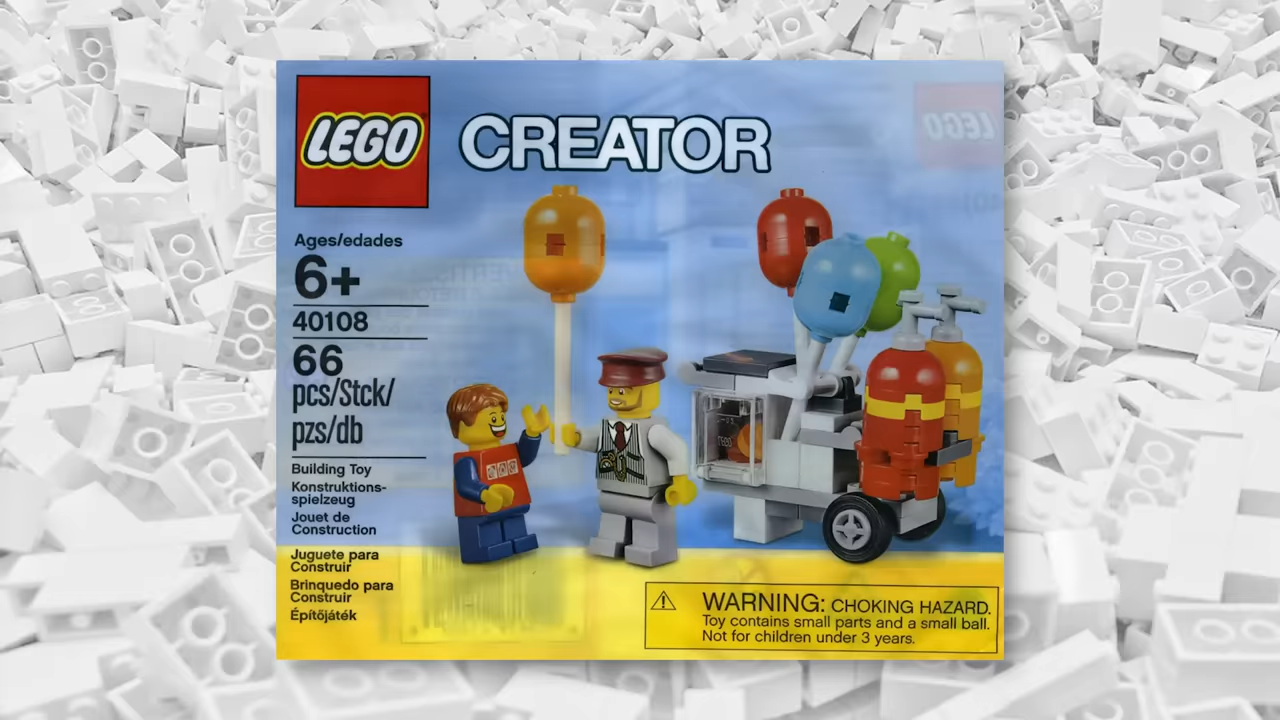 LEGO
CREATOR
Ages/edades
6+
40108
66
pcs/Stck/
pzs/db
Building Toy
Konstruktions-
spielzeug
Jouet de
Construction
Juguete para
Construir
Brinquedo para
Construir
Építőjáték
WARNING: CHOKING HAZARD.
Toy contains small parts and a small ball.
Not for children under 3 years.